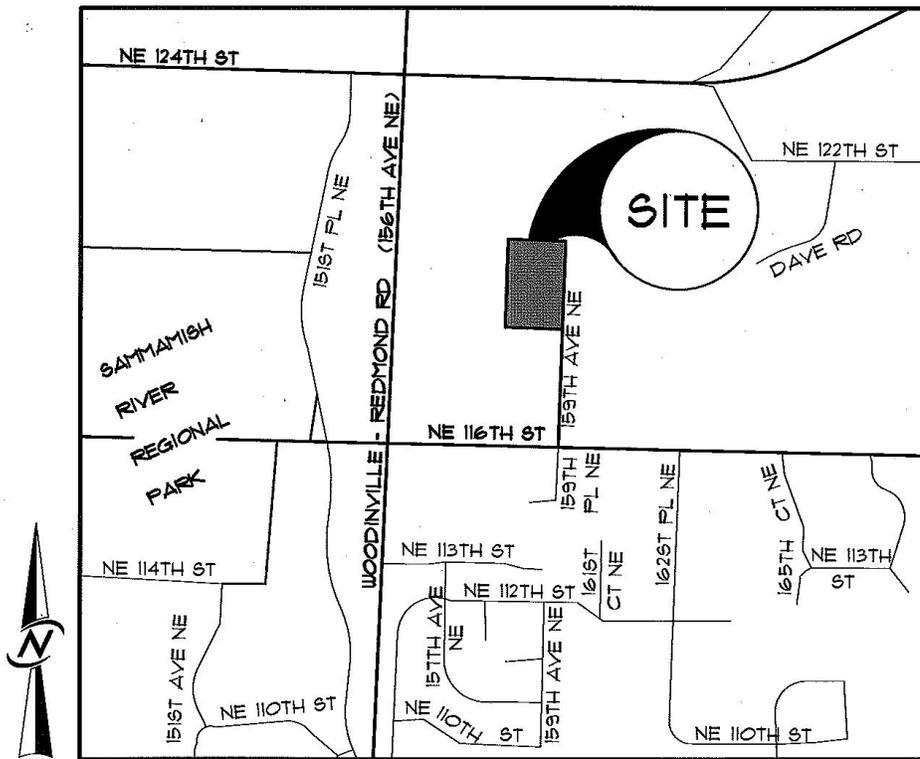 NE 124TH ST
WOODINVILLE - REDMOND RD (156TH AVE NE)
151ST PL NE
NE 122TH ST
SITE
DAVE RD
159TH AVE NE
SAMMAMISH
RIVER
REGIONAL
PARK
NE 116TH ST
159TH
PL NE
162ST PL NE
165TH CT NE
NE 113TH
ST
NE 113TH ST
161ST
CT NE
NE 114TH ST
NE 112TH ST
157TH AVE
NE
159TH AVE NE
151ST AVE NE
NE 110TH ST
NE 110TH
ST
NE 110TH ST
N